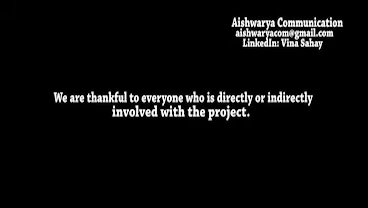 Aishwarya Communication
aishwaryacom@gmail.com
LinkedIn: Vina Sahay
We are thankful to everyone who is directly or indirectly
involved with the project.